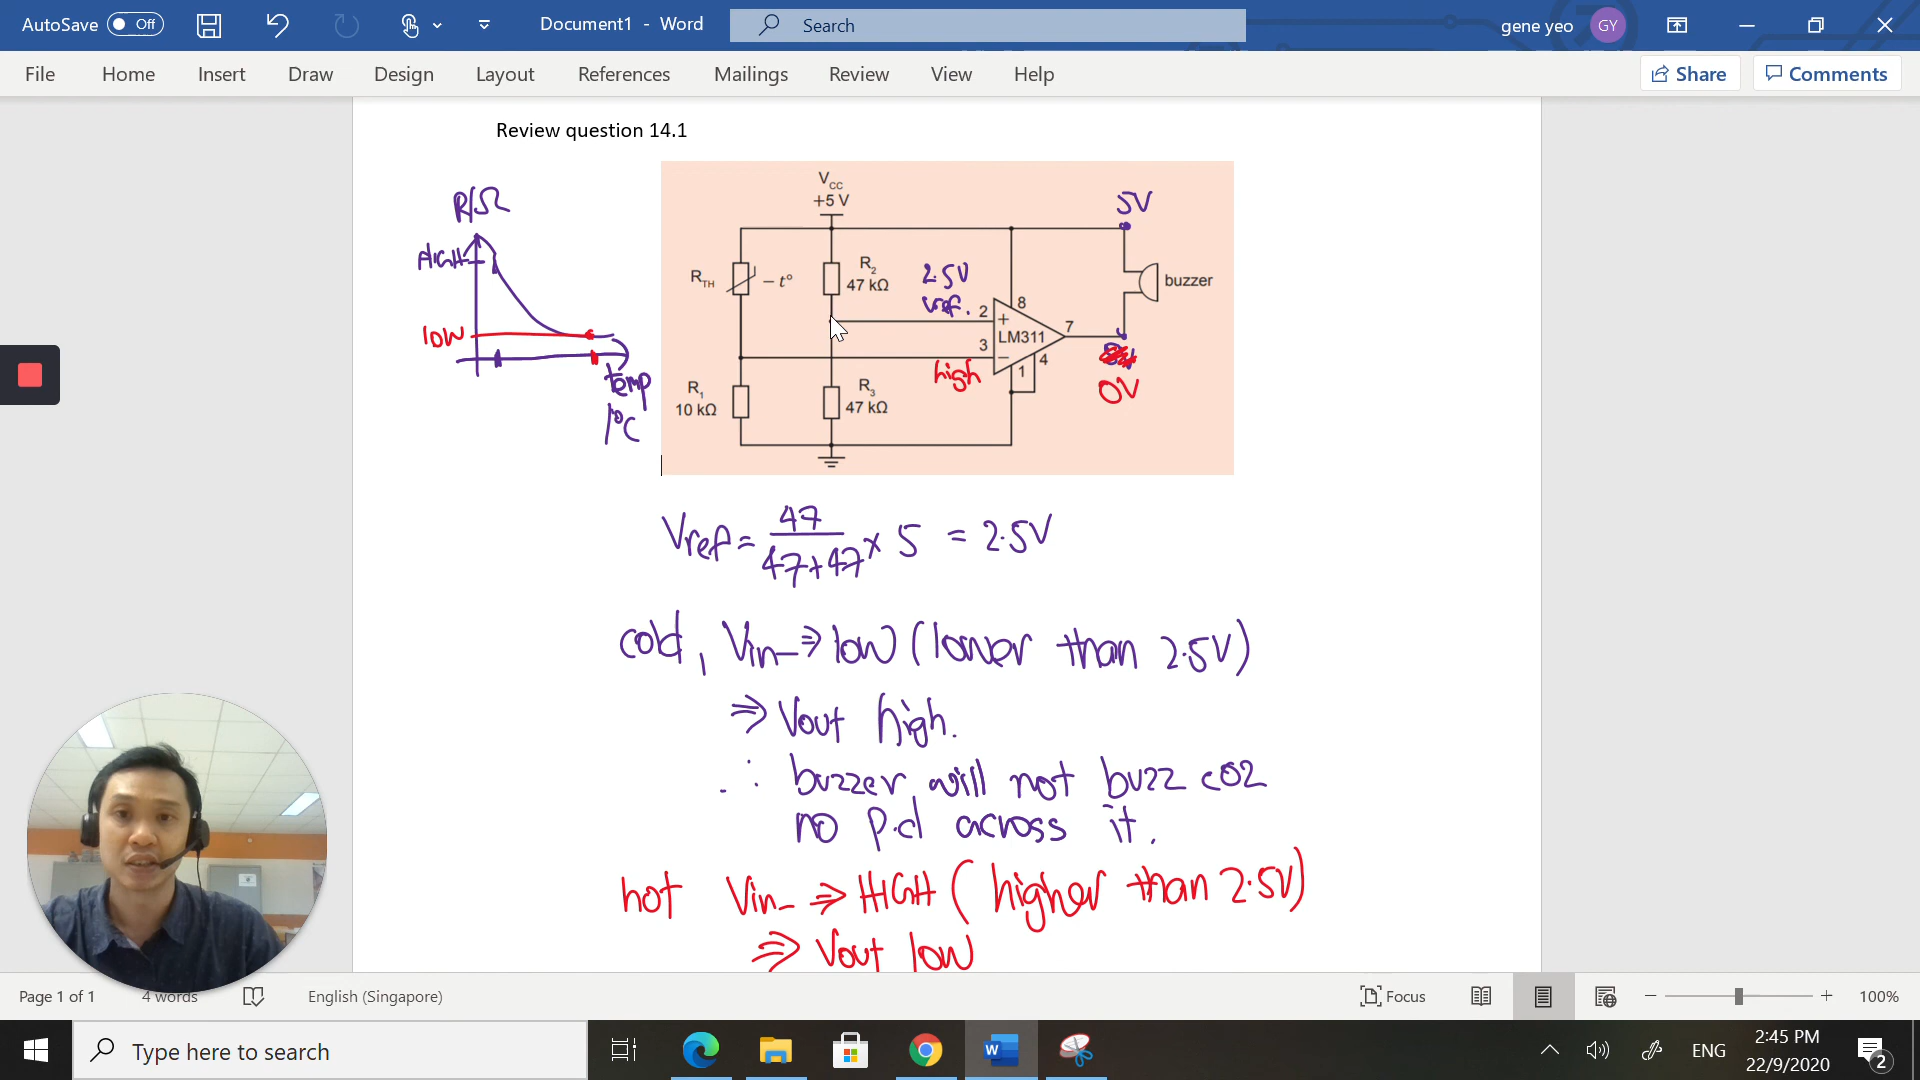 AutoSave Off Document1 - Word Search gene yeo GY
File Home Insert Draw Design Layout References Mailings Review View Help Share Comments
Review question 14.1
R/Ω
HIGH
low
temp
/°C
VCC
+5 V
5V
RTH
- t°
R2
47 kΩ
2.5V
Vref.
2
+
8
LM311
7
3
-
4
1
high
buzzer
0V
R1
10 kΩ
R3
47 kΩ
Vref = 47/47+47 × 5 = 2.5V
cold, Vin- ⇒ low (lower than 2.5V)
⇒ Vout high.
∴ buzzer will not buzz coz
no p.d across it.
hot Vin- ⇒ HIGH (higher than 2.5V)
⇒ Vout low
Page 1 of 1 4 words English (Singapore) Focus 100%
Type here to search ENG 2:45 PM
22/9/2020 2